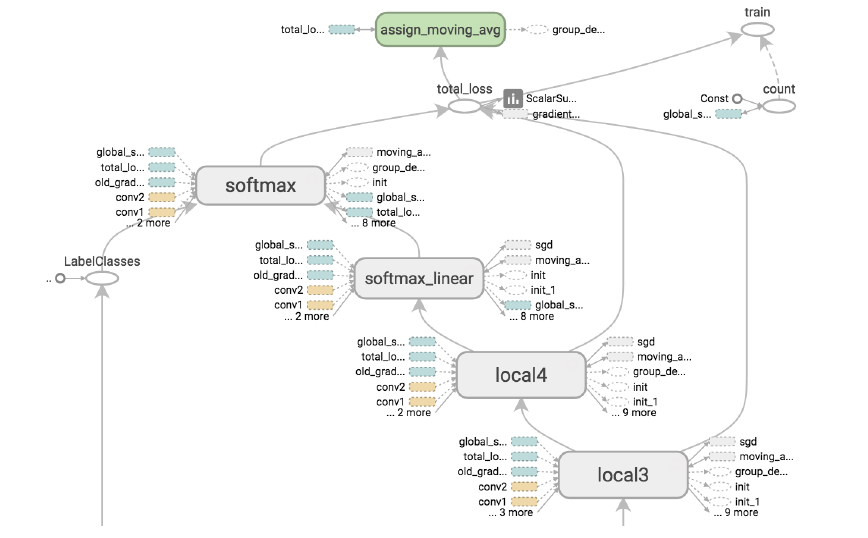 train
total_lo...
assign_moving_avg
group_de...
total_loss
ScalarSu...
gradient...
Const
count
global_s...
global_s...
total_lo...
old_grad...
conv2
conv1
... 2 more
softmax
moving_a...
group_de...
init
global_s...
total_lo...
... 8 more
LabelClasses
..
global_s...
total_lo...
old_grad...
conv2
conv1
... 2 more
softmax_linear
sgd
moving_a...
init
init_1
global_s...
... 8 more
global_s...
total_lo...
old_grad...
conv2
conv1
... 2 more
local4
sgd
moving_a...
group_de...
init
init_1
... 9 more
global_s...
total_lo...
old_grad...
conv2
conv1
... 3 more
local3
sgd
moving_a...
group_de...
init
init_1
... 9 more